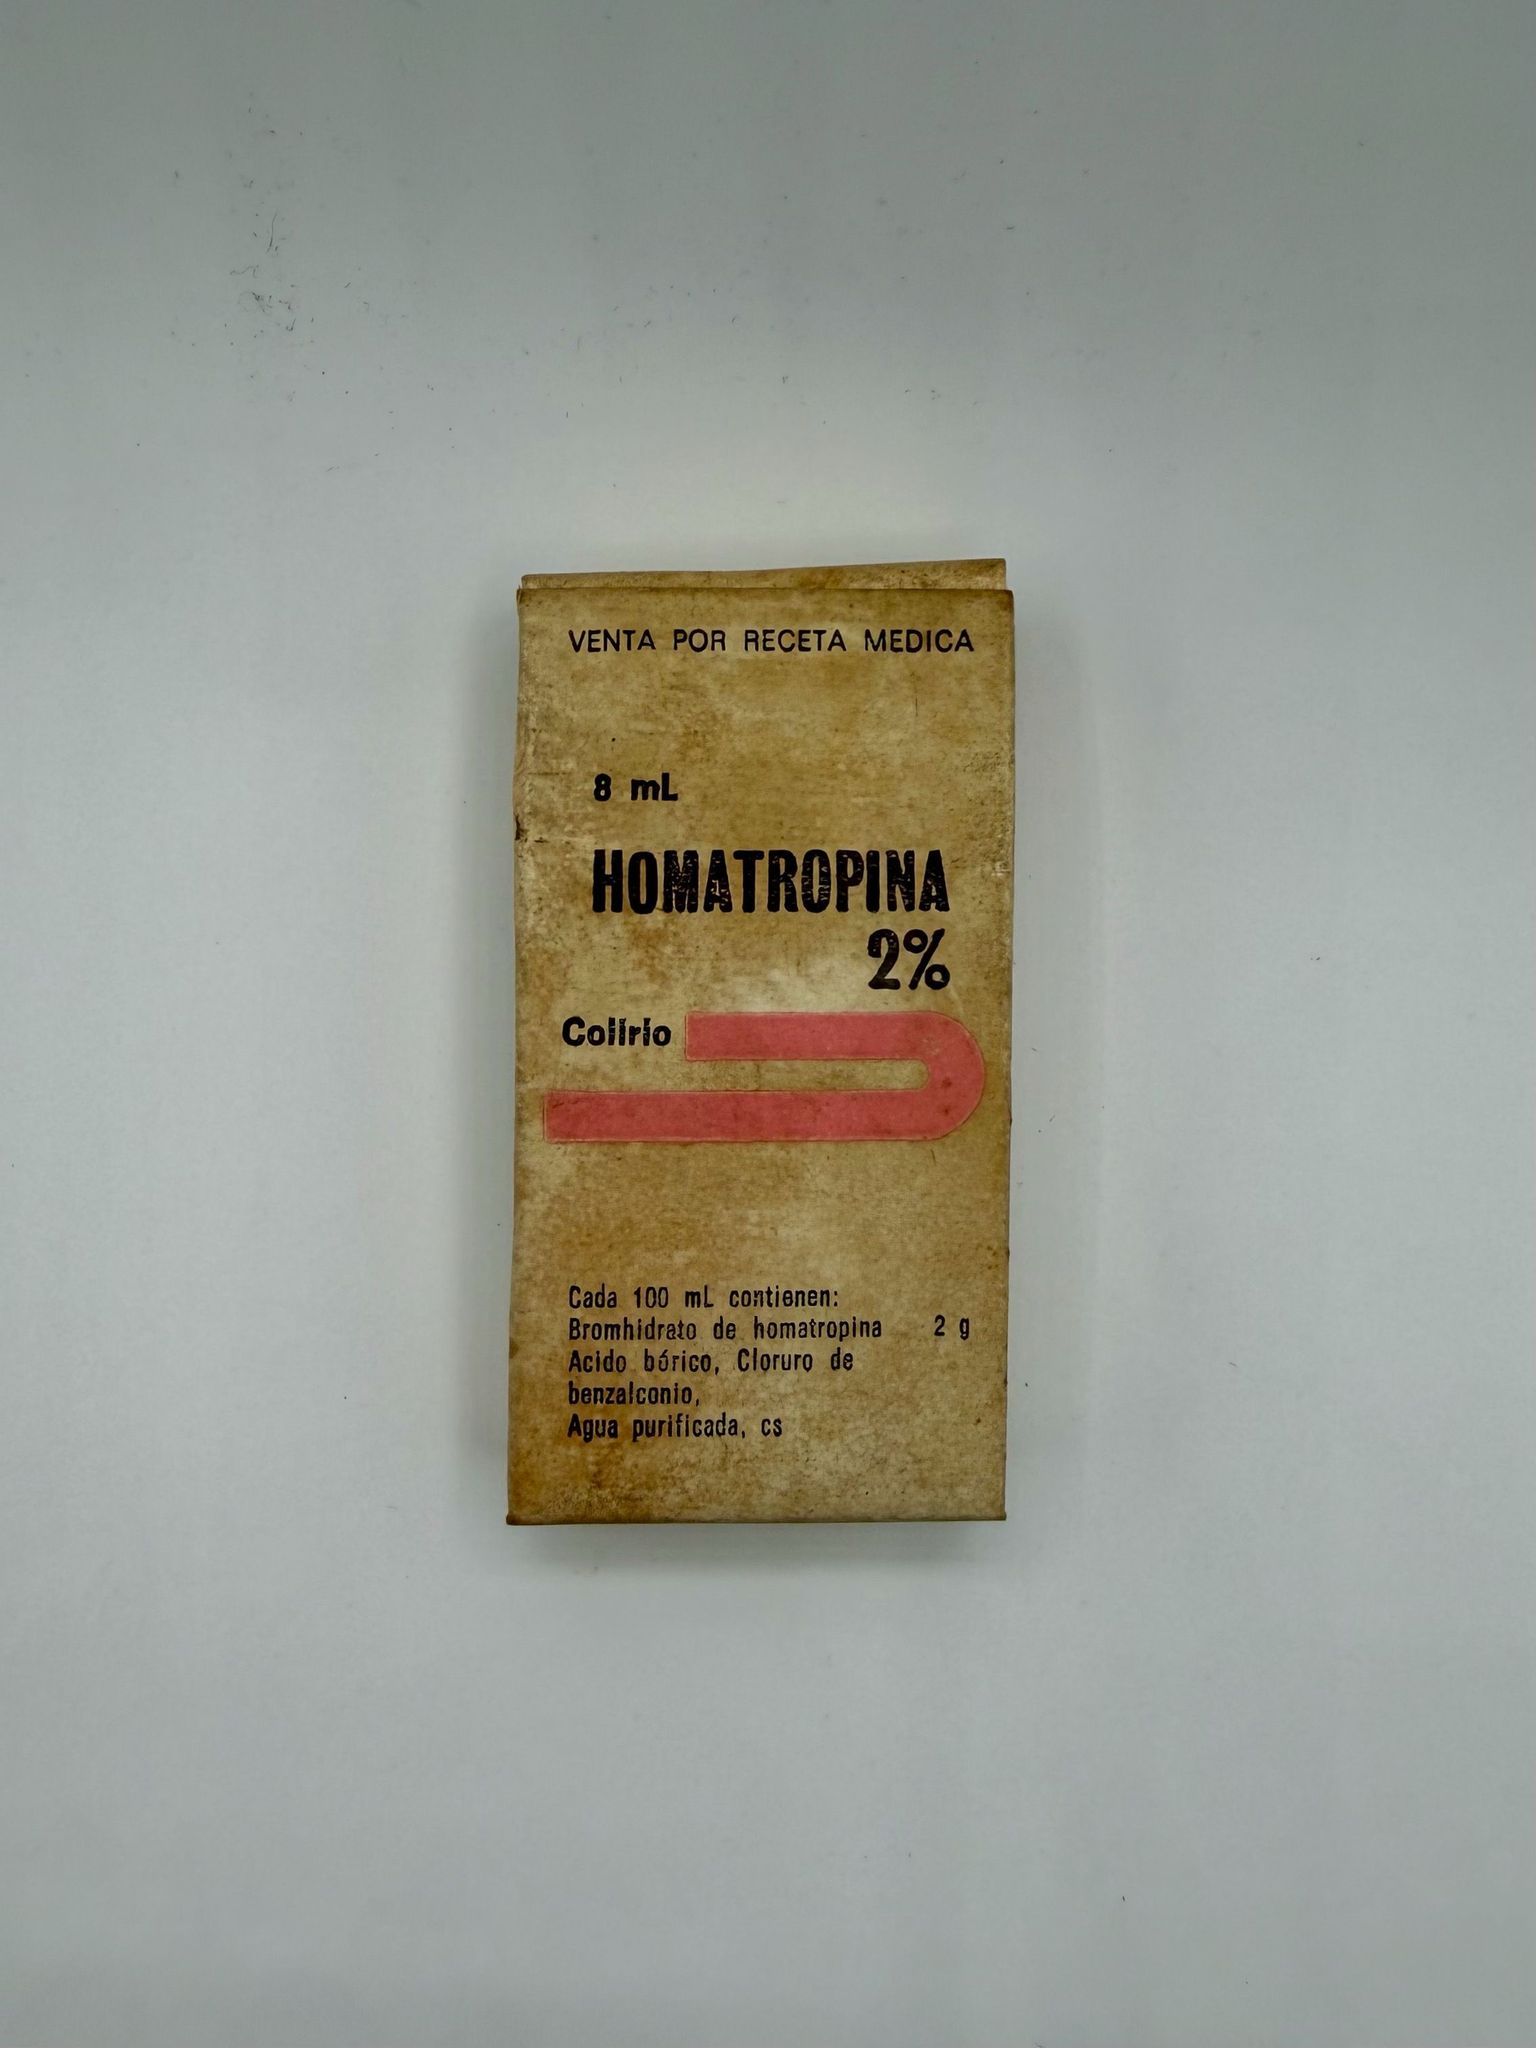 VENTA POR RECETA MEDICA
8 mL
HOMATROPINA
2%
Colirio
Cada 100 mL contienen:
Bromhidrato de homatropina 2 g
Acido bórico, Cloruro de
benzalconio,
Agua purificada, cs